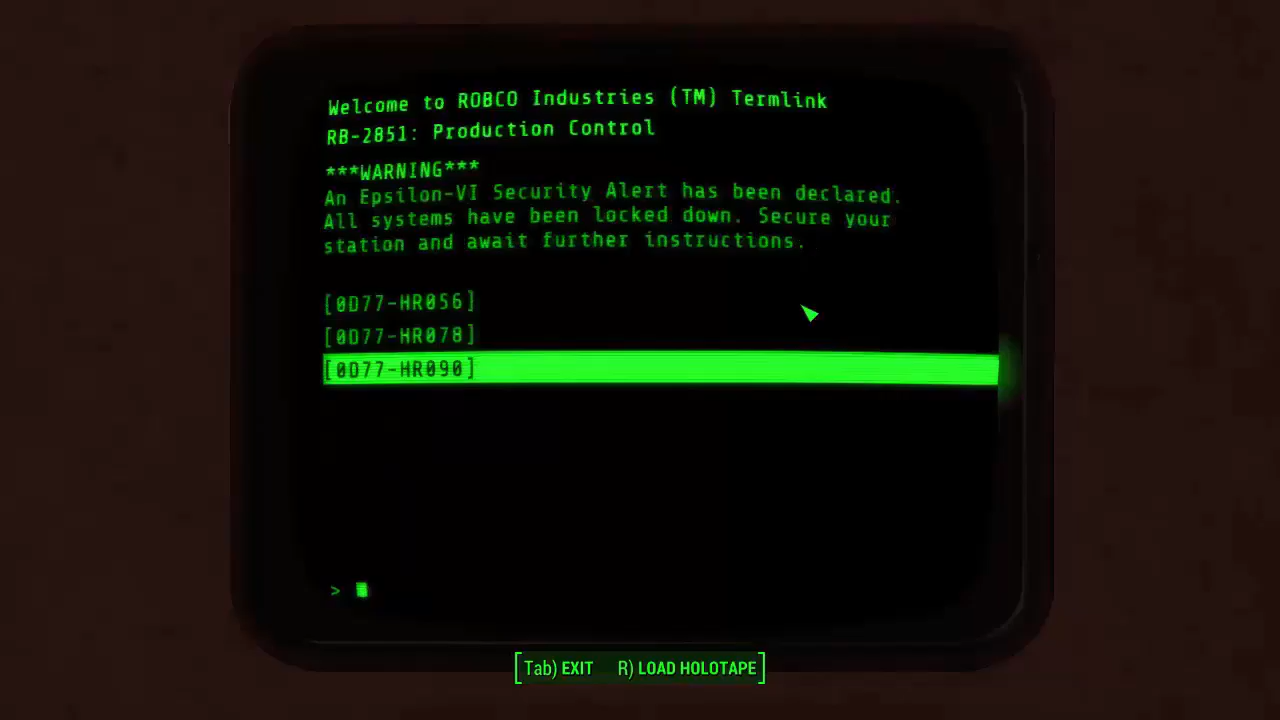 Welcome to ROBCO Industries (TM) Termlink
RB-2851: Production Control
***WARNING***
An Epsilon-VI Security Alert has been declared.
All systems have been locked down. Secure your
station and await further instructions.
[0D77-HR056]
[0D77-HR078]
[0D77-HR090]
>
[Tab) EXIT R) LOAD HOLOTAPE]